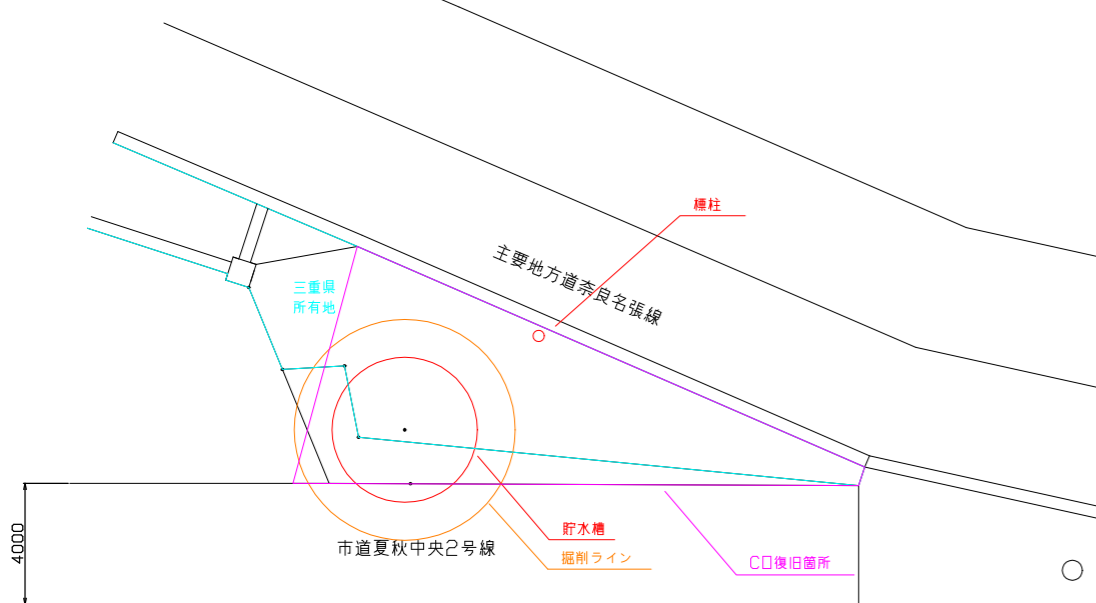 標柱
主要地方道奈良名張線
三重県
所有地
貯水槽
市道夏秋中央2号線
掘削ライン
C□復旧箇所
4000